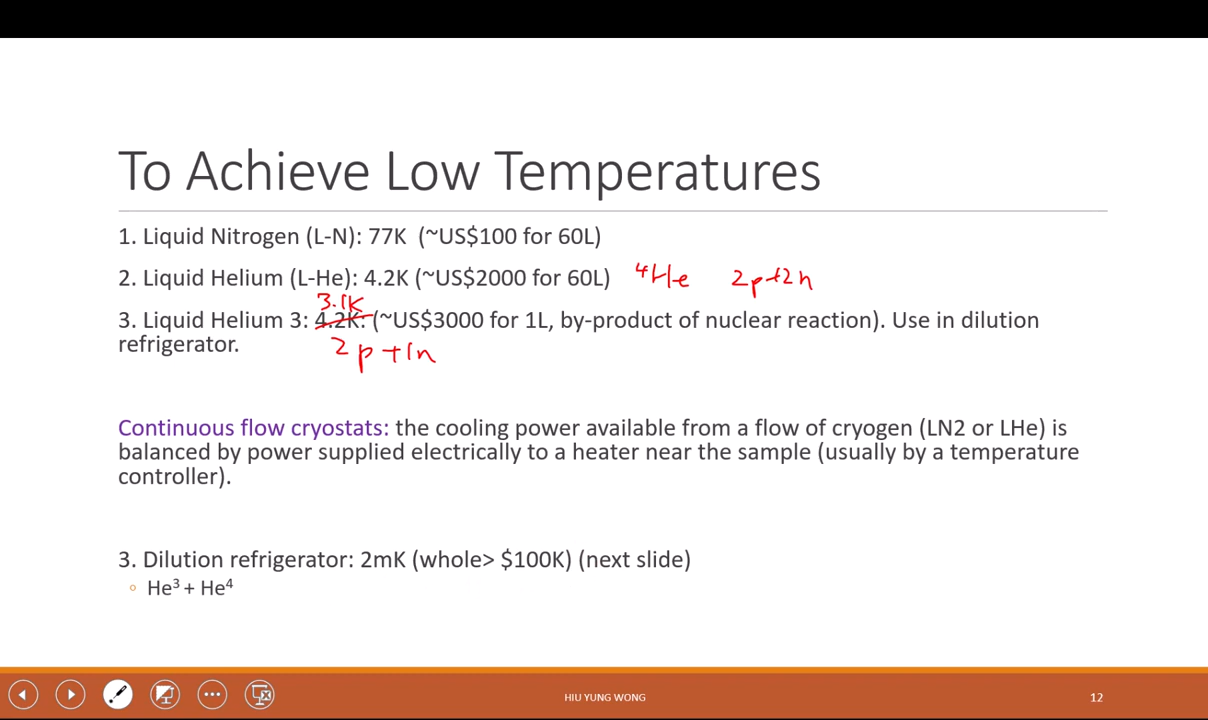 To Achieve Low Temperatures
1. Liquid Nitrogen (L-N): 77K (~US$100 for 60L)
2. Liquid Helium (L-He): 4.2K (~US$2000 for 60L) ⁴He 2p+2n
3.1K
3. Liquid Helium 3: 4.2K: (~US$3000 for 1L, by-product of nuclear reaction). Use in dilution
refrigerator.
2p+1n
Continuous flow cryostats: the cooling power available from a flow of cryogen (LN2 or LHe) is
balanced by power supplied electrically to a heater near the sample (usually by a temperature
controller).
3. Dilution refrigerator: 2mK (whole> $100K) (next slide)
He³ + He⁴
HIU YUNG WONG
12